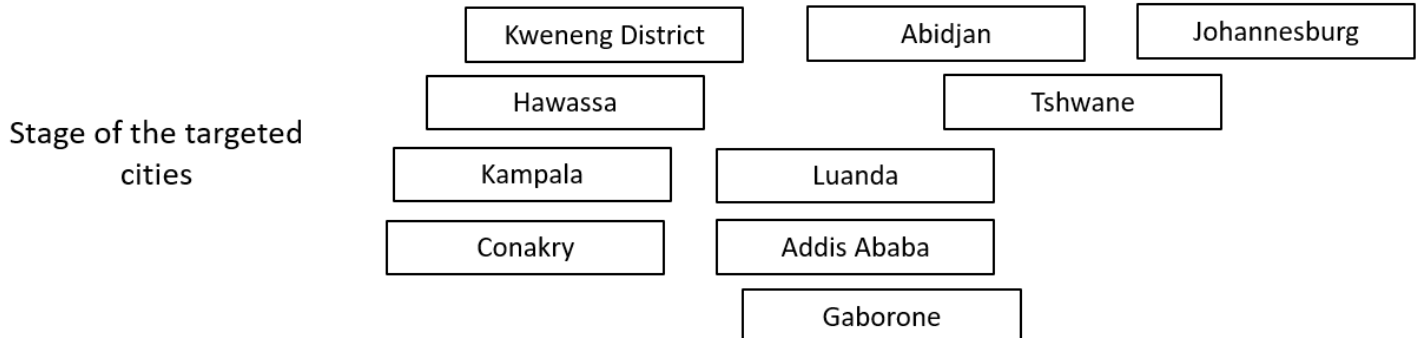 Kweneng District
Abidjan
Johannesburg
Hawassa
Tshwane
Stage of the targeted
cities
Kampala
Luanda
Conakry
Addis Ababa
Gaborone